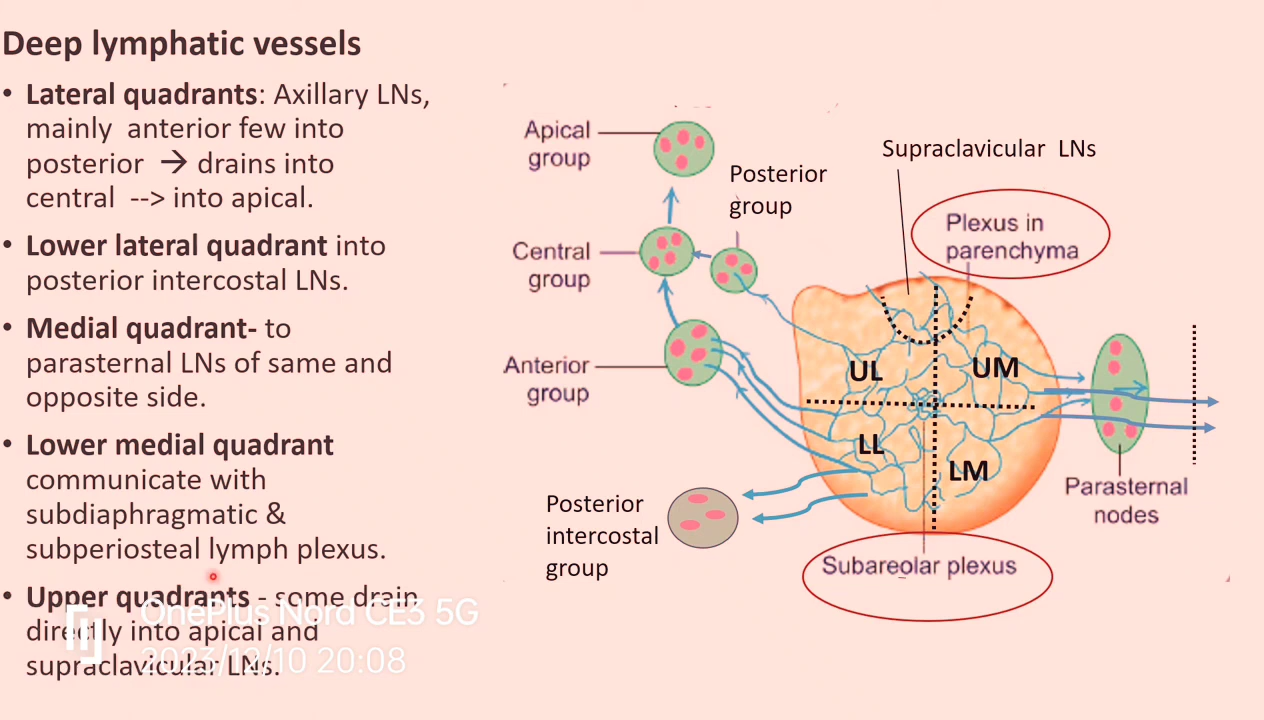 Deep lymphatic vessels
• Lateral quadrants: Axillary LNs,
mainly anterior few into
posterior → drains into
central --> into apical.
• Lower lateral quadrant into
posterior intercostal LNs.
• Medial quadrant- to
parasternal LNs of same and
opposite side.
• Lower medial quadrant
communicate with
subdiaphragmatic &
subperiosteal lymph plexus.
• Upper quadrants - some drain
directly into apical and
supraclavicular LNs.
OnePlus Nord CE3 5G
2023/12/10 20:08
Apical
group
Posterior
group
Supraclavicular LNs
Plexus in
parenchyma
Central
group
Anterior
group
UL
UM
LL
LM
Parasternal
nodes
Posterior
intercostal
group
Subareolar plexus